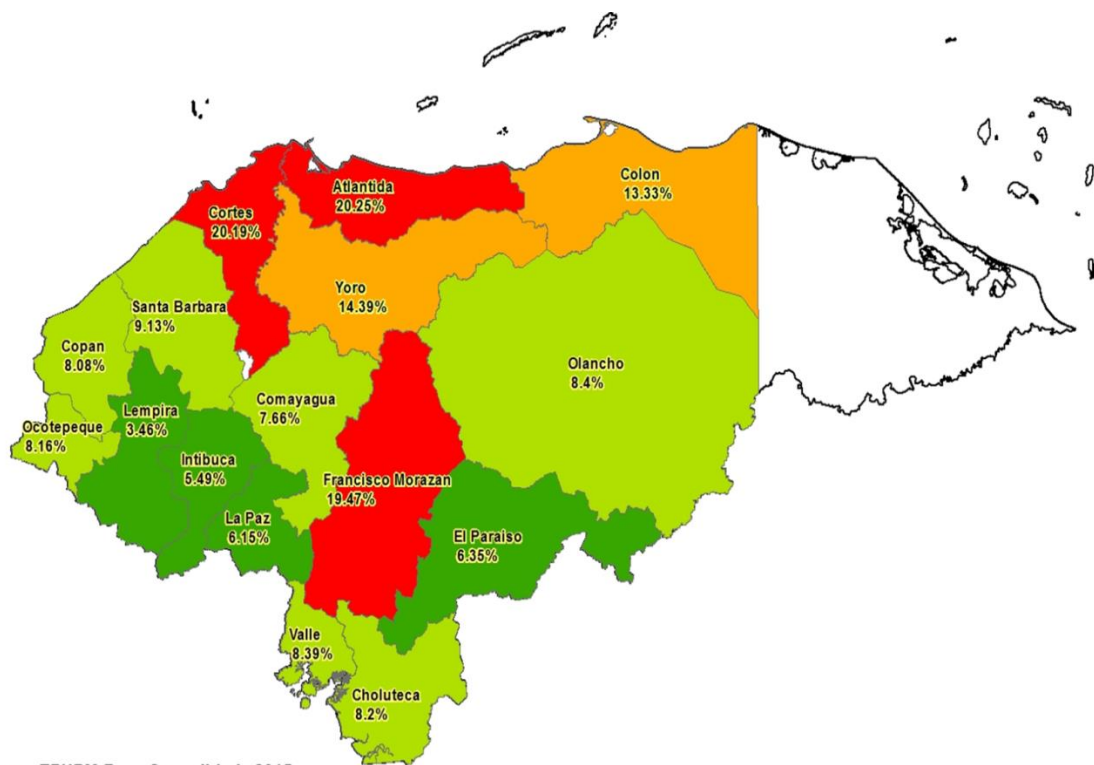 Atlantida
20.25%
Colon
13.33%
Cortes
20.19%
Yoro
14.39%
Santa Barbara
9.13%
Copan
8.08%
Olancho
8.4%
Comayagua
7.66%
Lempira
3.46%
Ocotepeque
8.16%
Intibuca
5.49%
Francisco Morazan
19.47%
La Paz
6.15%
El Paraiso
6.35%
Valle
8.39%
Choluteca
8.2%